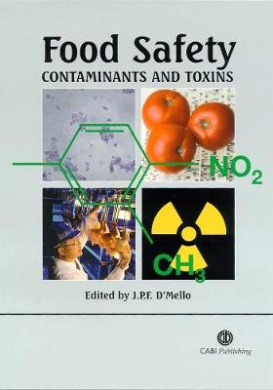 Food Safety
CONTAMINANTS AND TOXINS
NO2
CH3
Edited by J.P.F. D'Mello
CABI Publishing